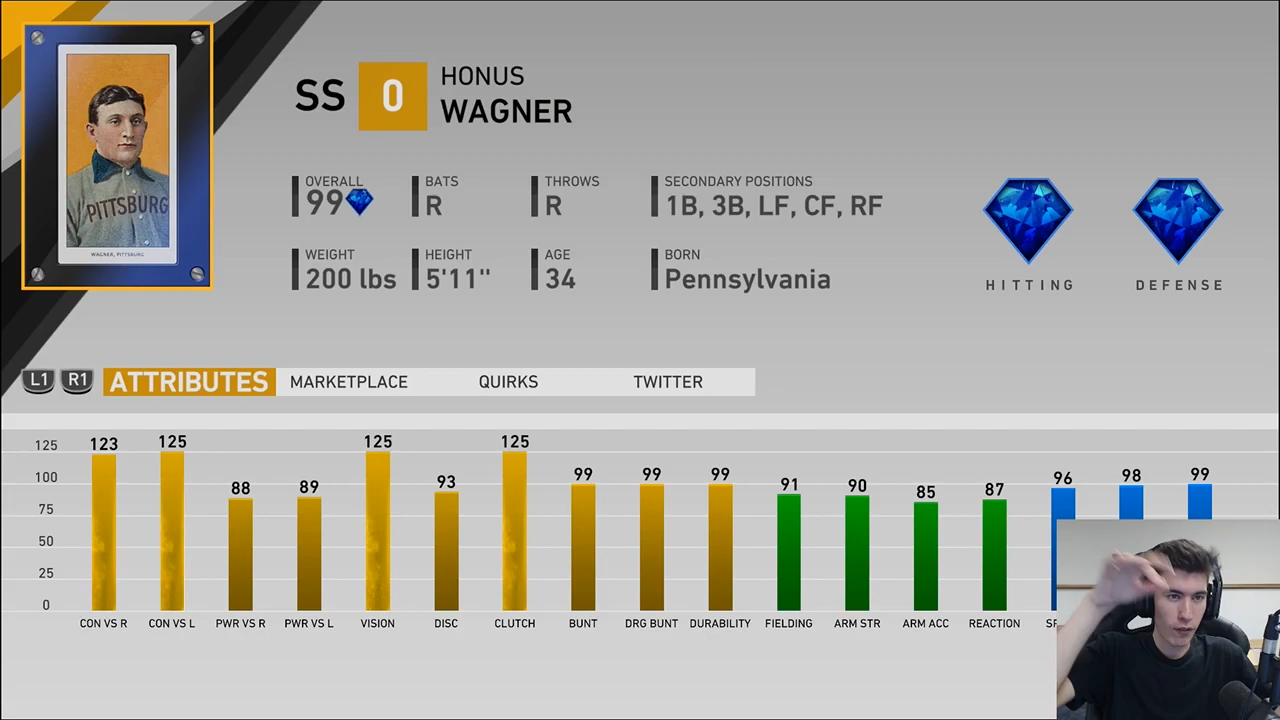 PITTSBURG
WAGNER, PITTSBURG
SS 0 HONUS
WAGNER
OVERALL BATS THROWS SECONDARY POSITIONS
99 R R 1B, 3B, LF, CF, RF
WEIGHT HEIGHT AGE BORN
200 lbs 5'11" 34 Pennsylvania
HITTING DEFENSE
L1 R1 ATTRIBUTES MARKETPLACE QUIRKS TWITTER
125 123 125 88 89 125 93 125 99 99 99 91 90 85 87 96 98 99
100
75
50
25
0
CON VS R CON VS L PWR VS R PWR VS L VISION DISC CLUTCH BUNT DRG BUNT DURABILITY FIELDING ARM STR ARM ACC REACTION